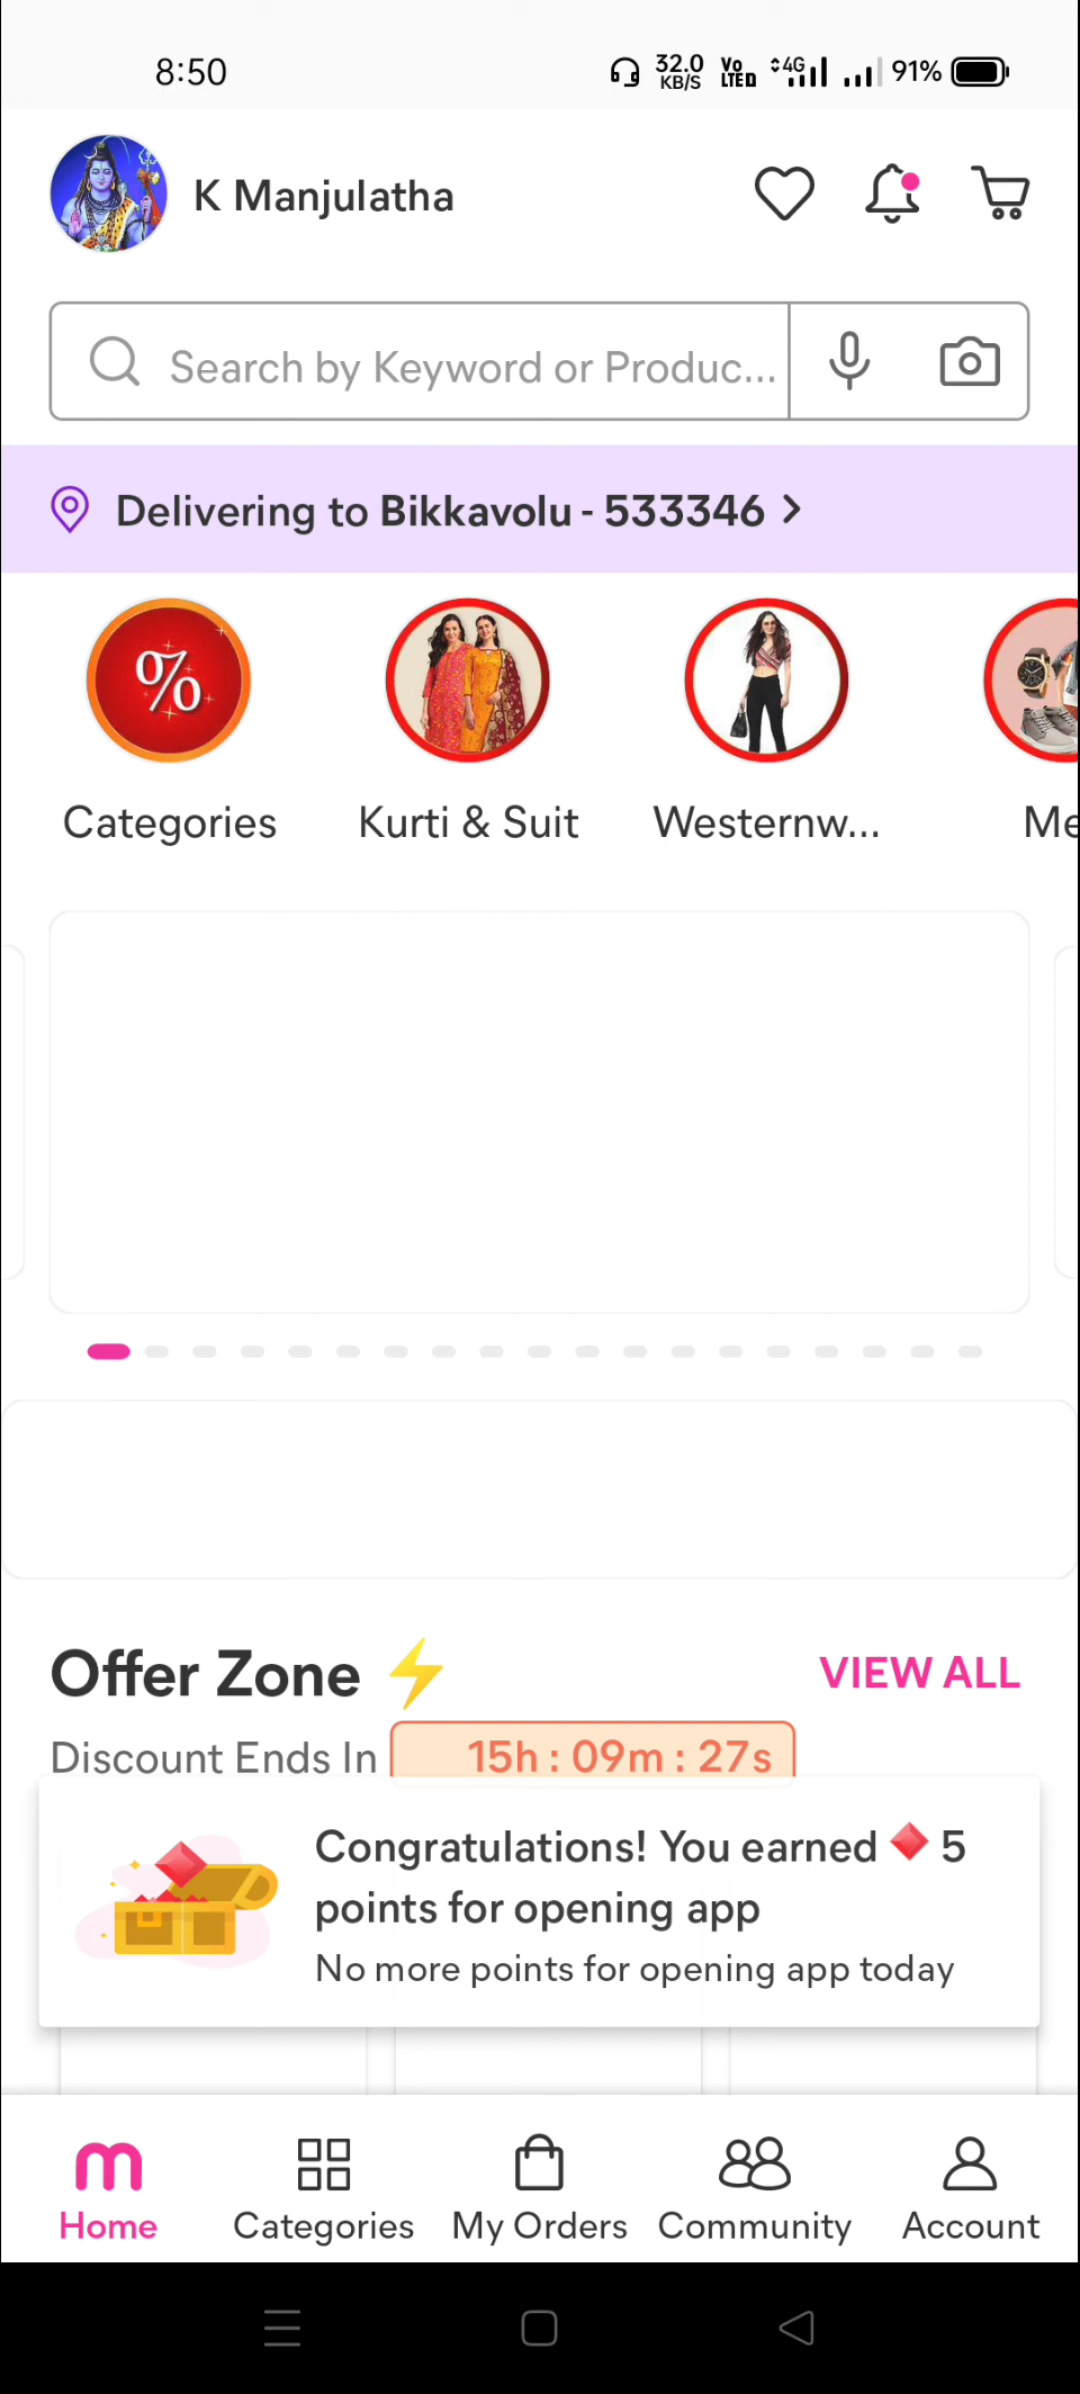 8:50
32.0 KB/S
Vo LTED
4G
91%
K Manjulatha
Search by Keyword or Produc...
Delivering to Bikkavolu - 533346
%
Categories
Kurti & Suit
Westernw...
Me
Offer Zone
VIEW ALL
Discount Ends In 15h : 09m : 27s
Congratulations! You earned 5
points for opening app
No more points for opening app today
m
Home
Categories
My Orders
Community
Account